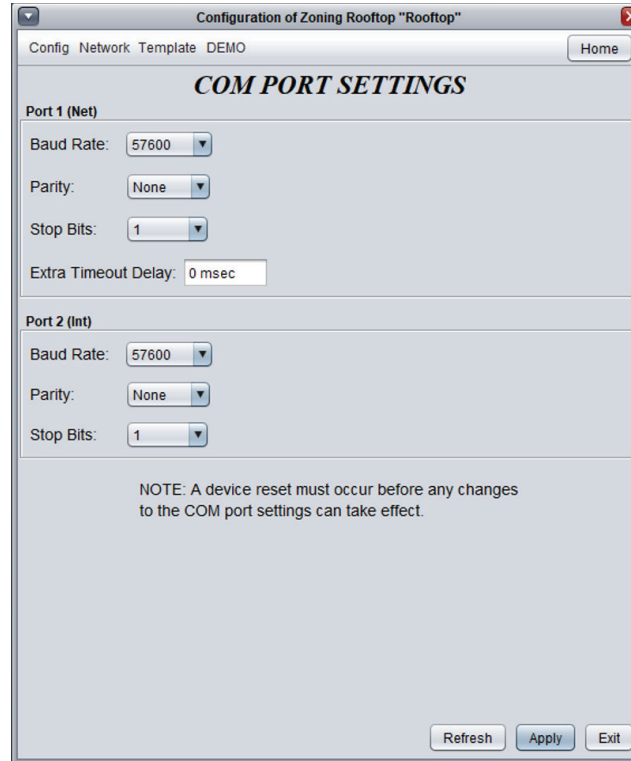 Configuration of Zoning Rooftop "Rooftop"
Config Network Template DEMO Home
COM PORT SETTINGS
Port 1 (Net)
Baud Rate: 57600
Parity: None
Stop Bits: 1
Extra Timeout Delay: 0 msec
Port 2 (Int)
Baud Rate: 57600
Parity: None
Stop Bits: 1
NOTE: A device reset must occur before any changes
to the COM port settings can take effect.
Refresh Apply Exit